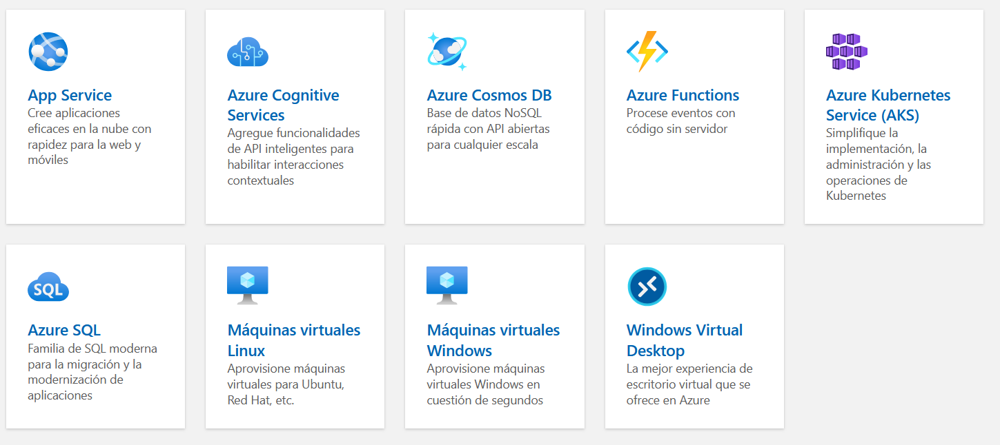 App Service
Cree aplicaciones
eficaces en la nube con
rapidez para la web y
móviles
Azure Cognitive
Services
Agregue funcionalidades
de API inteligentes para
habilitar interacciones
contextuales
Azure Cosmos DB
Base de datos NoSQL
rápida con API abiertas
para cualquier escala
Azure Functions
Procese eventos con
código sin servidor
Azure Kubernetes
Service (AKS)
Simplifique la
implementación, la
administración y las
operaciones de
Kubernetes
SQL
Azure SQL
Familia de SQL moderna
para la migración y la
modernización de
aplicaciones
Máquinas virtuales
Linux
Aprovisione máquinas
virtuales para Ubuntu,
Red Hat, etc.
Máquinas virtuales
Windows
Aprovisione máquinas
virtuales Windows en
cuestión de segundos
Windows Virtual
Desktop
La mejor experiencia de
escritorio virtual que se
ofrece en Azure